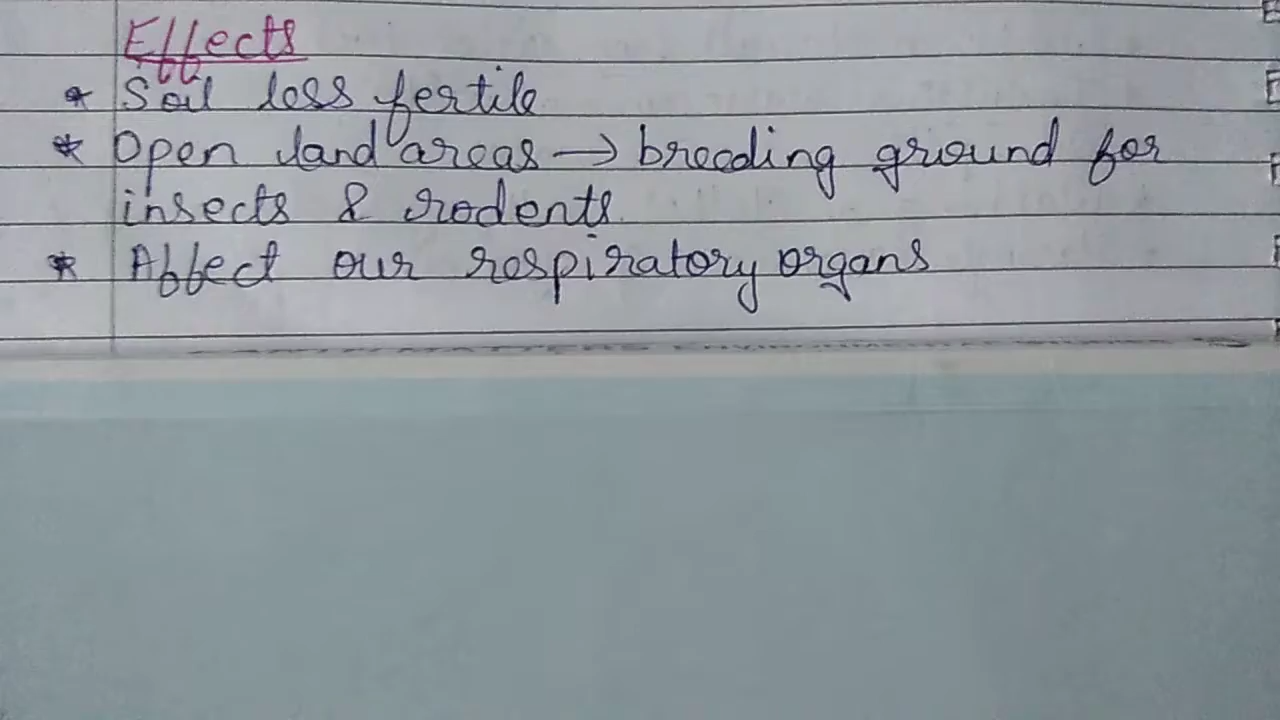 Effects
* Soil less fertile
* Open land areas → breeding ground for
insects & rodents.
* Affect our respiratory organs